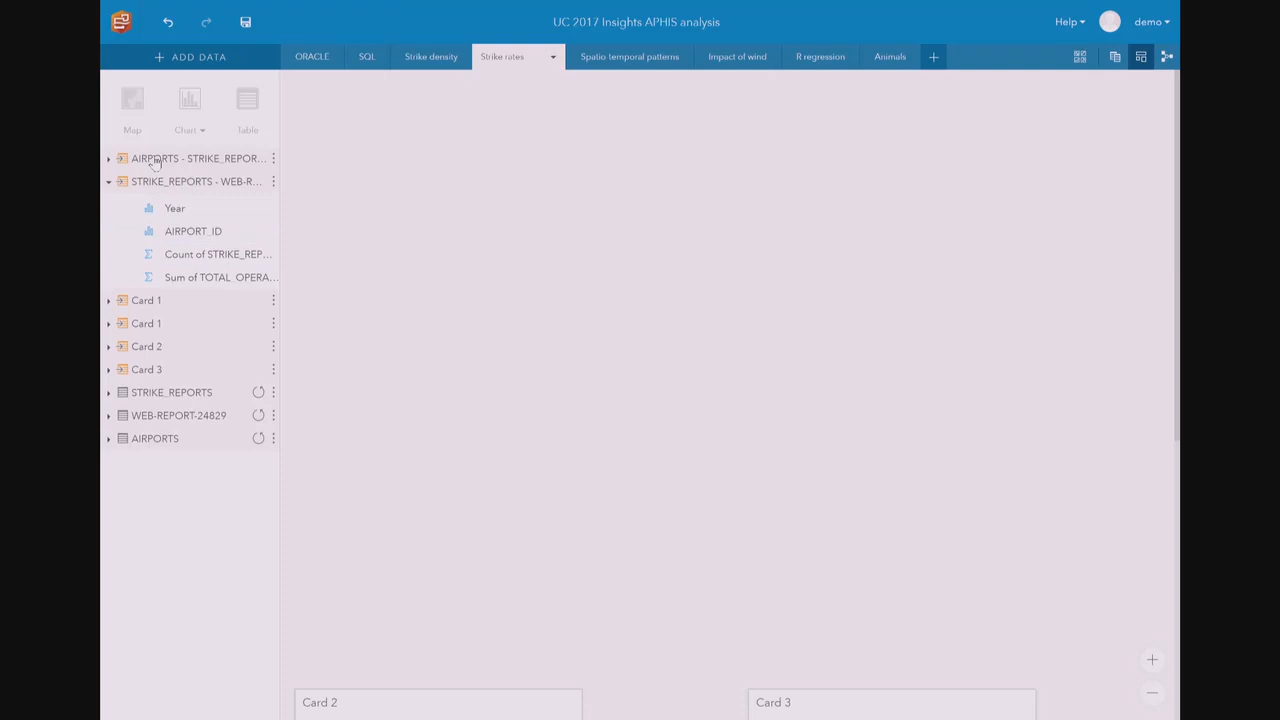 UC 2017 Insights APHIS analysis
Help
demo
ADD DATA
ORACLE
SQL
Strike density
Strike rates
Spatio temporal patterns
Impact of wind
R regression
Animals
Map
Chart
Table
AIRPORTS - STRIKE_REPOR...
STRIKE_REPORTS - WEB-R...
Year
AIRPORT_ID
Count of STRIKE_REP...
Sum of TOTAL_OPERA...
Card 1
Card 1
Card 2
Card 3
STRIKE_REPORTS
WEB-REPORT-24829
AIRPORTS
Card 2
Card 3